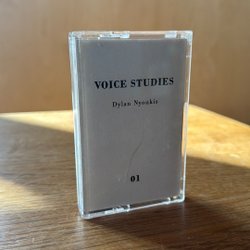 VOICE STUDIES
Dylan Nyoukis
01